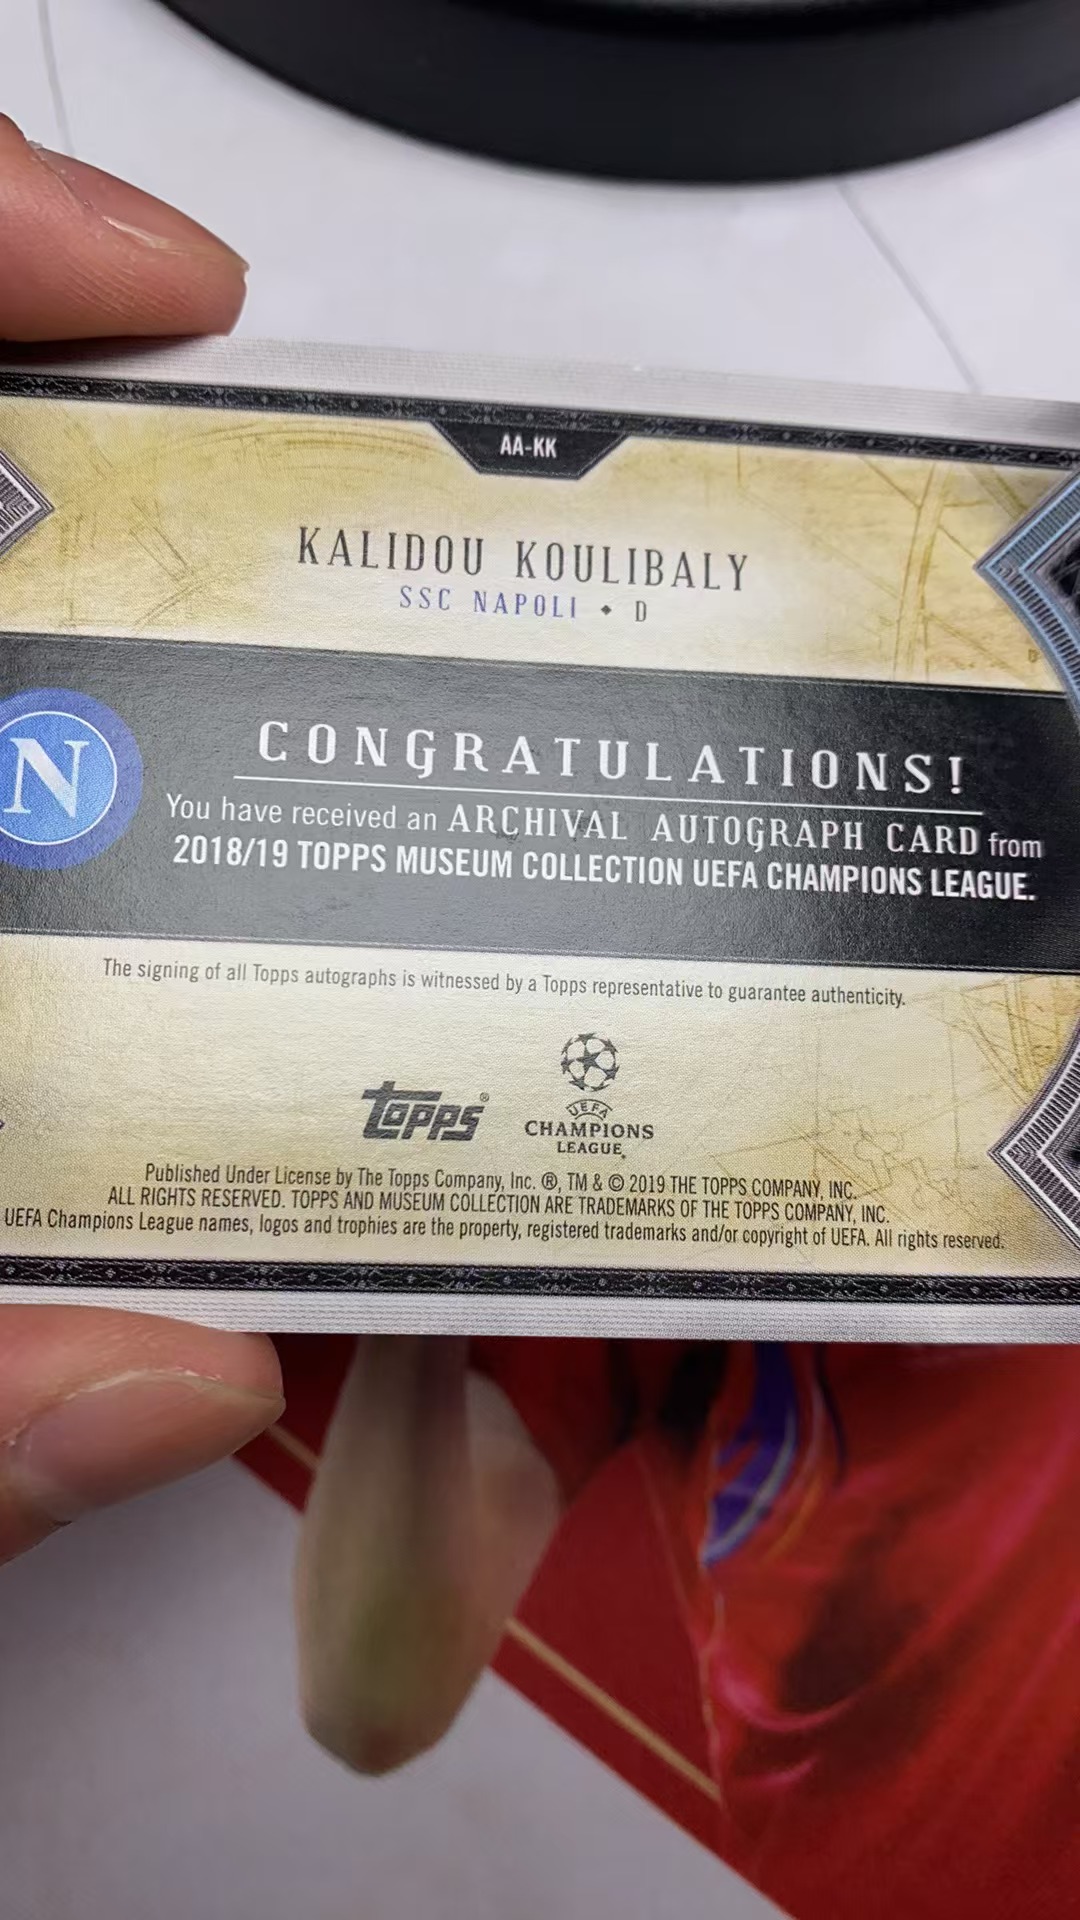 AA-KK
KALIDOU KOULIBALY
SSC NAPOLI ◆ D
N
CONGRATULATIONS!
You have received an ARCHIVAL AUTOGRAPH CARD from
2018/19 TOPPS MUSEUM COLLECTION UEFA CHAMPIONS LEAGUE.
The signing of all Topps autographs is witnessed by a Topps representative to guarantee authenticity.
topps®
UEFA
CHAMPIONS
LEAGUE
Published Under License by The Topps Company, Inc. ®, TM & © 2019 THE TOPPS COMPANY, INC.
ALL RIGHTS RESERVED. TOPPS AND MUSEUM COLLECTION ARE TRADEMARKS OF THE TOPPS COMPANY, INC.
UEFA Champions League names, logos and trophies are the property, registered trademarks and/or copyright of UEFA. All rights reserved.